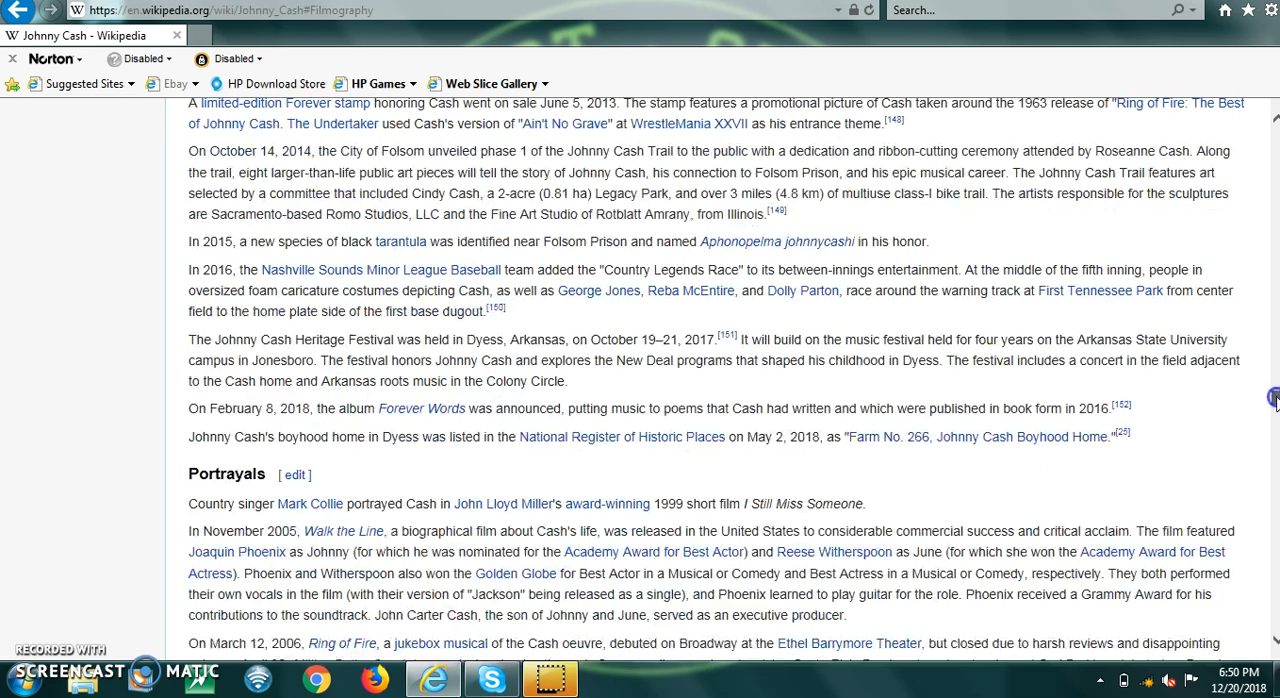 https://en.wikipedia.org/wiki/Johnny_Cash#Filmography
Search...
Johnny Cash - Wikipedia
Norton
Disabled
Disabled
Suggested Sites
Ebay
HP Download Store
HP Games
Web Slice Gallery
A limited-edition Forever stamp honoring Cash went on sale June 5, 2013. The stamp features a promotional picture of Cash taken around the 1963 release of "Ring of Fire: The Best
of Johnny Cash. The Undertaker used Cash's version of "Ain't No Grave" at WrestleMania XXVII as his entrance theme.[148]
On October 14, 2014, the City of Folsom unveiled phase 1 of the Johnny Cash Trail to the public with a dedication and ribbon-cutting ceremony attended by Roseanne Cash. Along
the trail, eight larger-than-life public art pieces will tell the story of Johnny Cash, his connection to Folsom Prison, and his epic musical career. The Johnny Cash Trail features art
selected by a committee that included Cindy Cash, a 2-acre (0.81 ha) Legacy Park, and over 3 miles (4.8 km) of multiuse class-I bike trail. The artists responsible for the sculptures
are Sacramento-based Romo Studios, LLC and the Fine Art Studio of Rotblatt Amrany, from Illinois.[149]
In 2015, a new species of black tarantula was identified near Folsom Prison and named Aphonopelma johnnycashi in his honor.
In 2016, the Nashville Sounds Minor League Baseball team added the "Country Legends Race" to its between-innings entertainment. At the middle of the fifth inning, people in
oversized foam caricature costumes depicting Cash, as well as George Jones, Reba McEntire, and Dolly Parton, race around the warning track at First Tennessee Park from center
field to the home plate side of the first base dugout.[150]
The Johnny Cash Heritage Festival was held in Dyess, Arkansas, on October 19–21, 2017.[151] It will build on the music festival held for four years on the Arkansas State University
campus in Jonesboro. The festival honors Johnny Cash and explores the New Deal programs that shaped his childhood in Dyess. The festival includes a concert in the field adjacent
to the Cash home and Arkansas roots music in the Colony Circle.
On February 8, 2018, the album Forever Words was announced, putting music to poems that Cash had written and which were published in book form in 2016.[152]
Johnny Cash's boyhood home in Dyess was listed in the National Register of Historic Places on May 2, 2018, as "Farm No. 266, Johnny Cash Boyhood Home."[25]
Portrayals [ edit ]
Country singer Mark Collie portrayed Cash in John Lloyd Miller's award-winning 1999 short film I Still Miss Someone.
In November 2005, Walk the Line, a biographical film about Cash's life, was released in the United States to considerable commercial success and critical acclaim. The film featured
Joaquin Phoenix as Johnny (for which he was nominated for the Academy Award for Best Actor) and Reese Witherspoon as June (for which she won the Academy Award for Best
Actress). Phoenix and Witherspoon also won the Golden Globe for Best Actor in a Musical or Comedy and Best Actress in a Musical or Comedy, respectively. They both performed
their own vocals in the film (with their version of "Jackson" being released as a single), and Phoenix learned to play guitar for the role. Phoenix received a Grammy Award for his
contributions to the soundtrack. John Carter Cash, the son of Johnny and June, served as an executive producer.
On March 12, 2006, Ring of Fire, a jukebox musical of the Cash oeuvre, debuted on Broadway at the Ethel Barrymore Theater, but closed due to harsh reviews and disappointing
RECORDED WITH
SCREENCAST MATIC
6:50 PM
12/20/2018